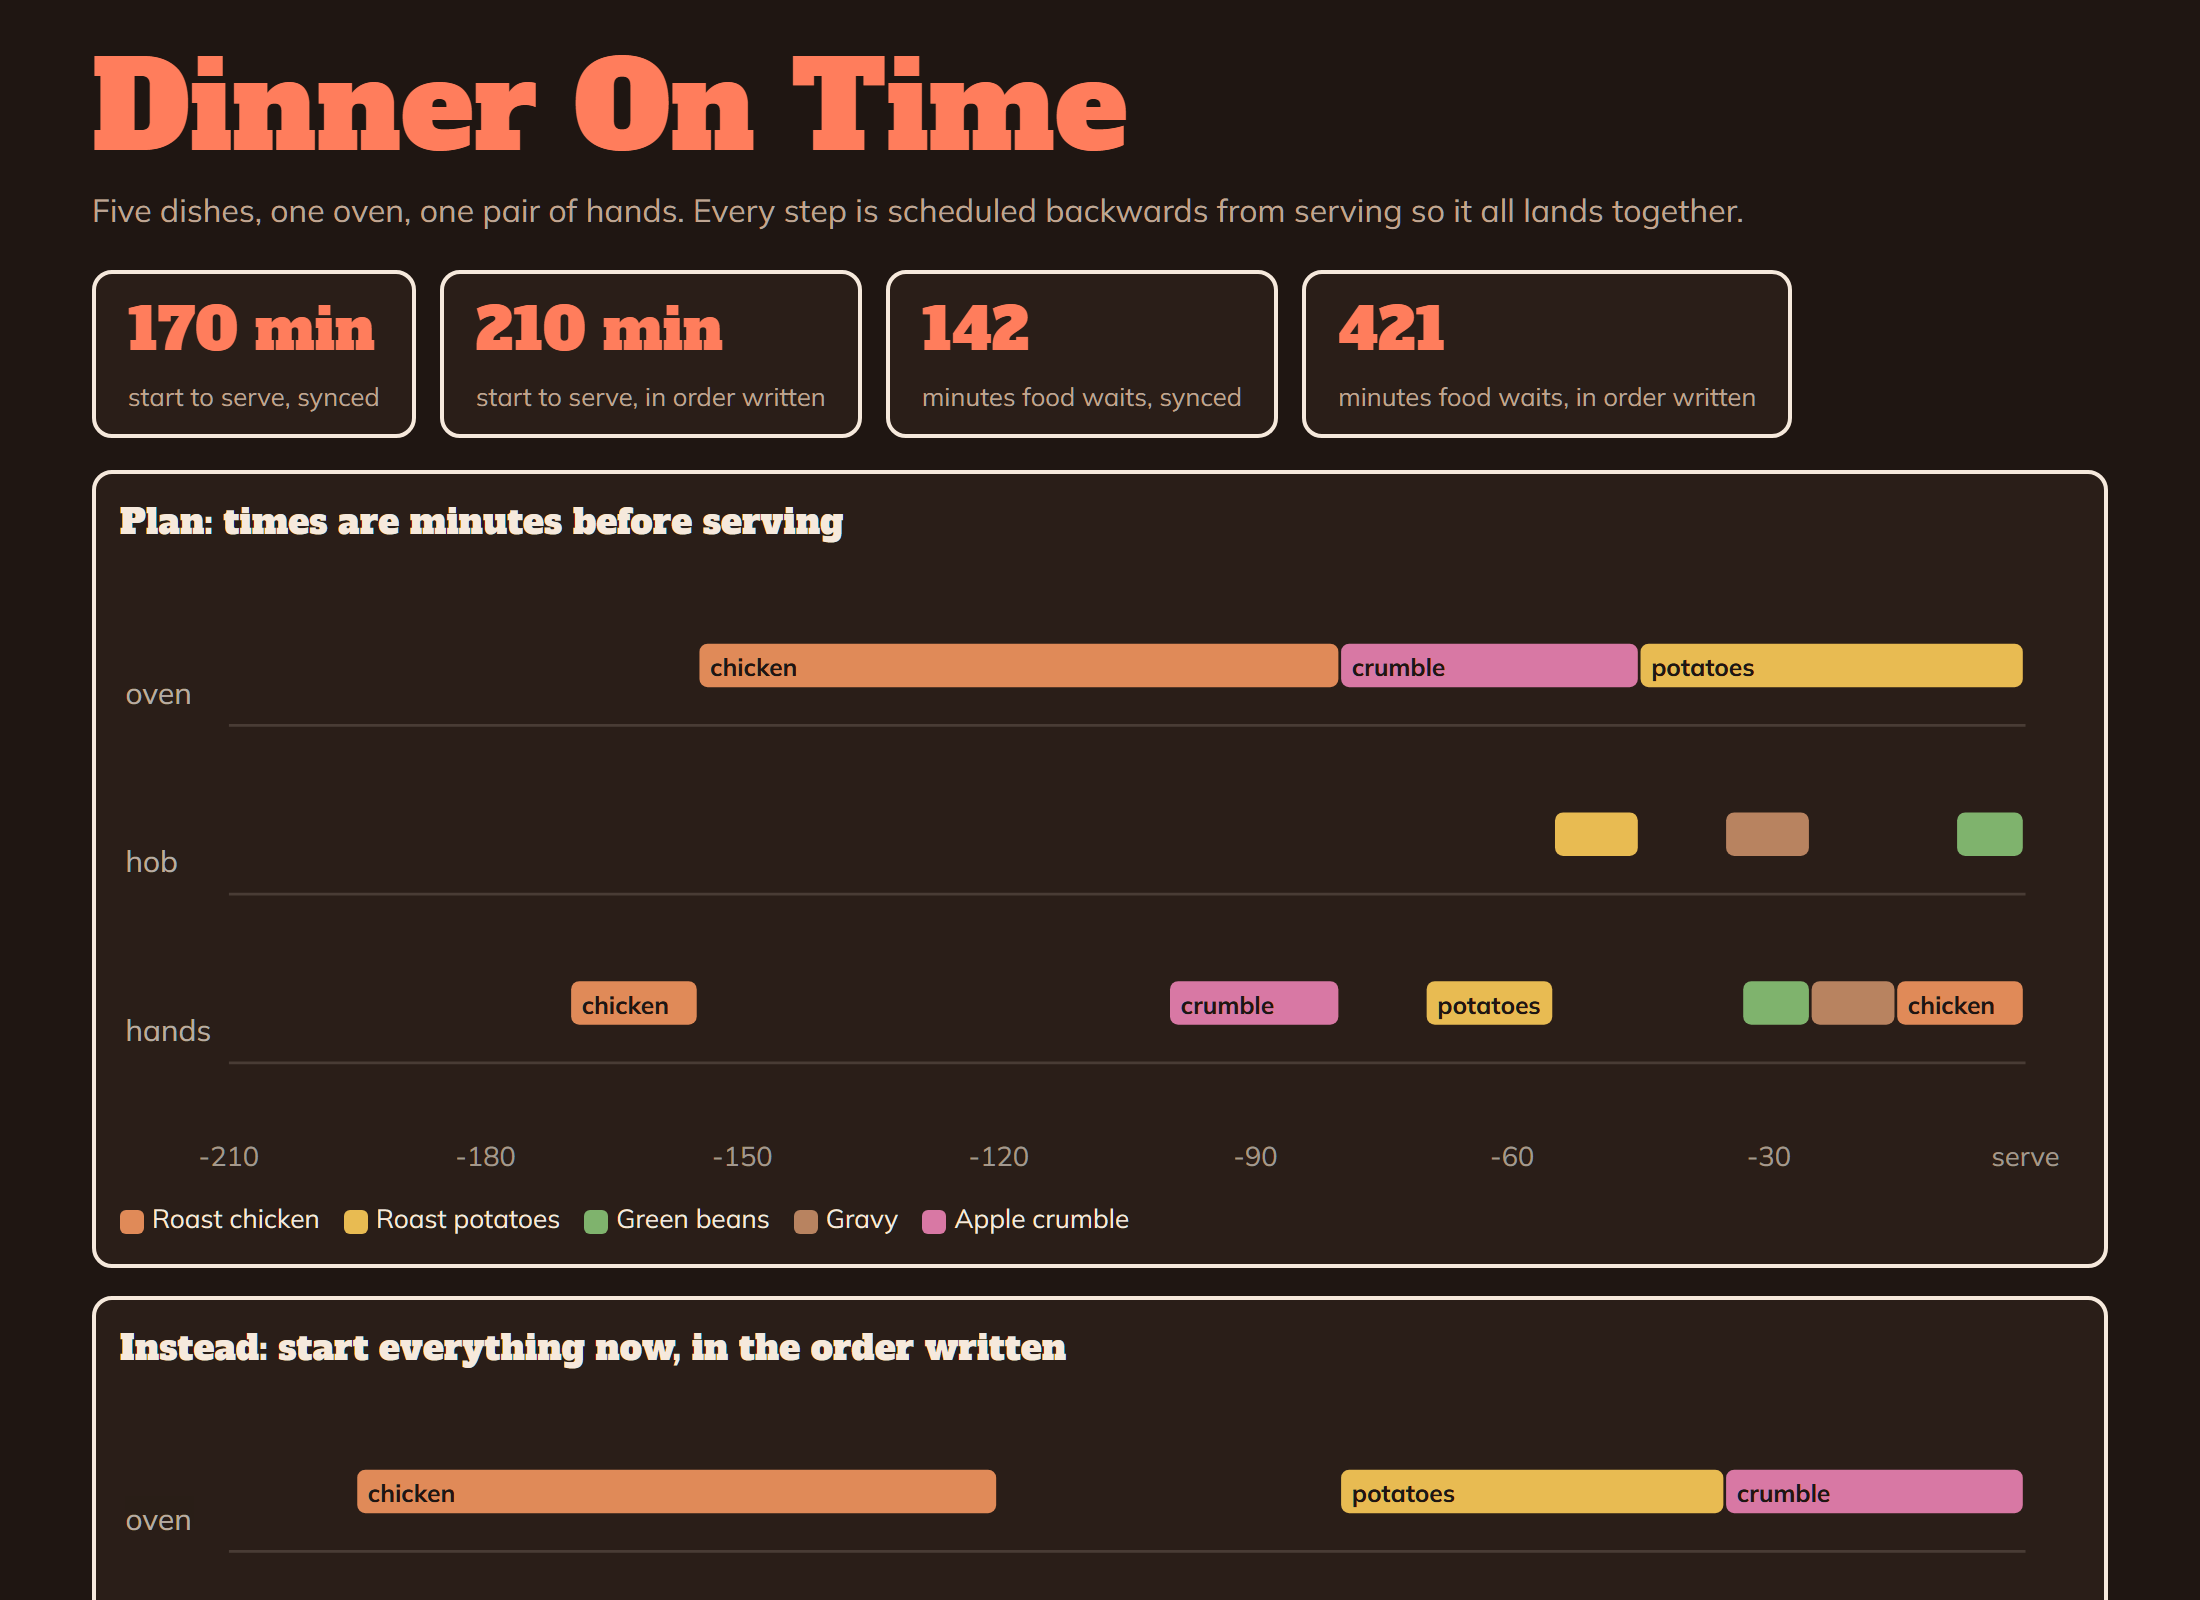 Dinner On Time
Five dishes, one oven, one pair of hands. Every step is scheduled backwards from serving so it all lands together.
170 min
start to serve, synced
210 min
start to serve, in order written
142
minutes food waits, synced
421
minutes food waits, in order written
Plan: times are minutes before serving
oven
chicken
crumble
potatoes
hob
hands
chicken
crumble
potatoes
chicken
-210
-180
-150
-120
-90
-60
-30
serve
Roast chicken
Roast potatoes
Green beans
Gravy
Apple crumble
Instead: start everything now, in the order written
oven
chicken
potatoes
crumble